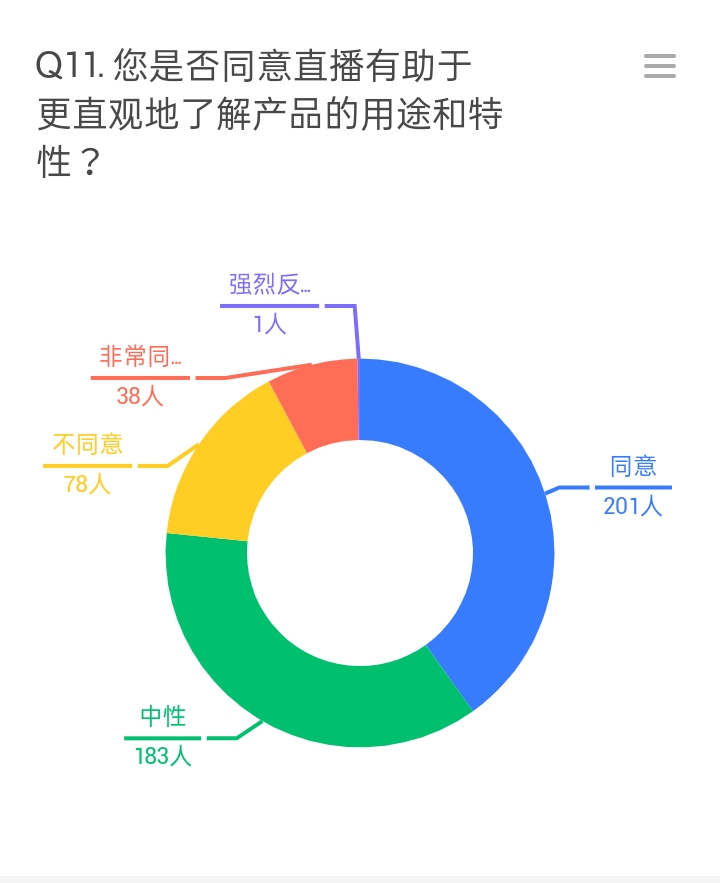 Q11. 您是否同意直播有助于
更直观地了解产品的用途和特
性？
强烈反...
1人
非常同...
38人
不同意
78人
同意
201人
中性
183人